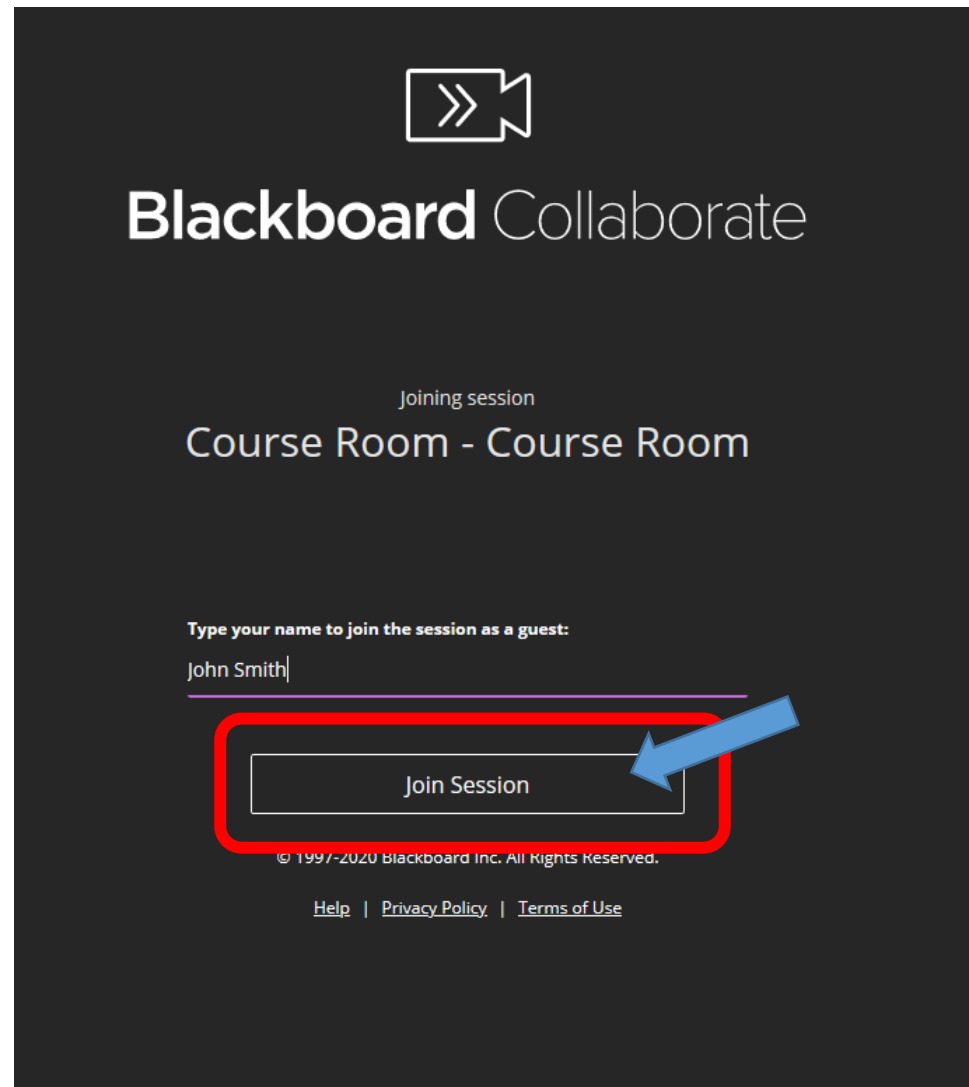 Blackboard Collaborate
Joining session
Course Room - Course Room
Type your name to join the session as a guest:
John Smith
Join Session
© 1997-2020 Blackboard Inc. All Rights Reserved.
Help | Privacy Policy | Terms of Use